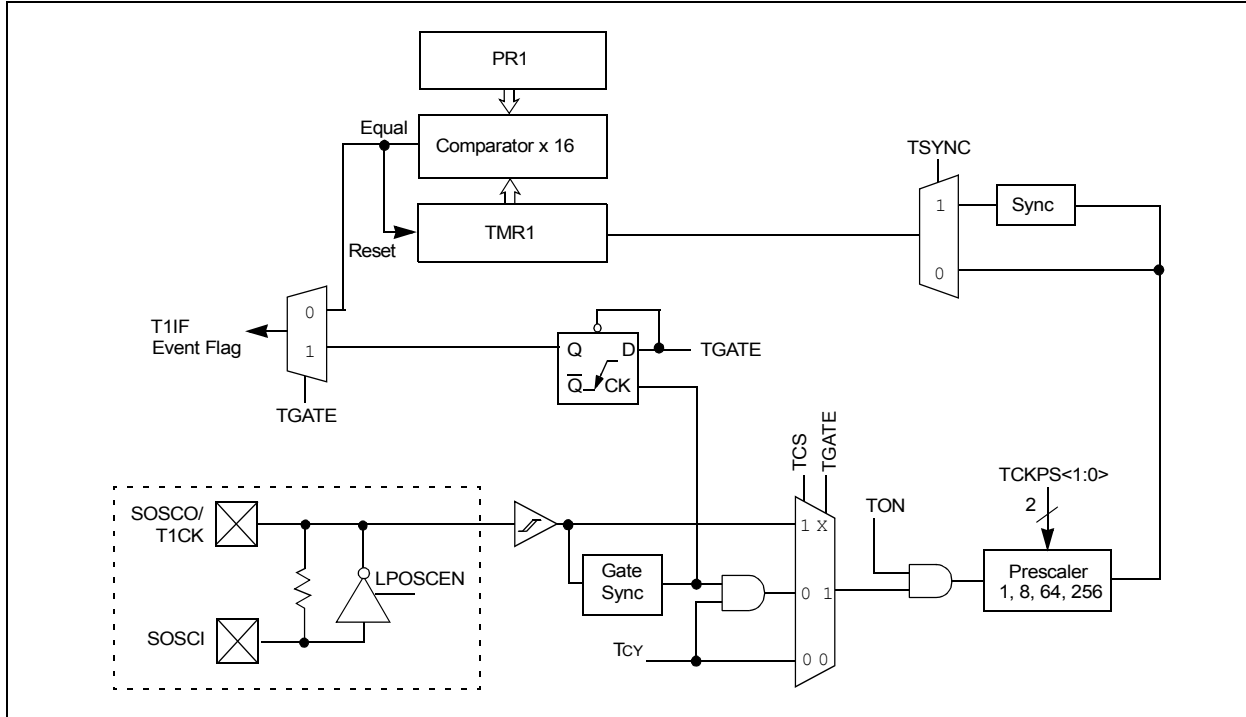 PR1
Equal
Comparator x 16
TSYNC
1
Sync
TMR1
Reset
0
0
T1IF
Event Flag
1
Q
D
TGATE
Q
CK
TGATE
TCS
TGATE
TCKPS<1:0>
2
SOSCO/
T1CK
TON
1 X
LPOSCEN
Gate
Sync
Prescaler
1, 8, 64, 256
0 1
SOSCI
TCY
0 0